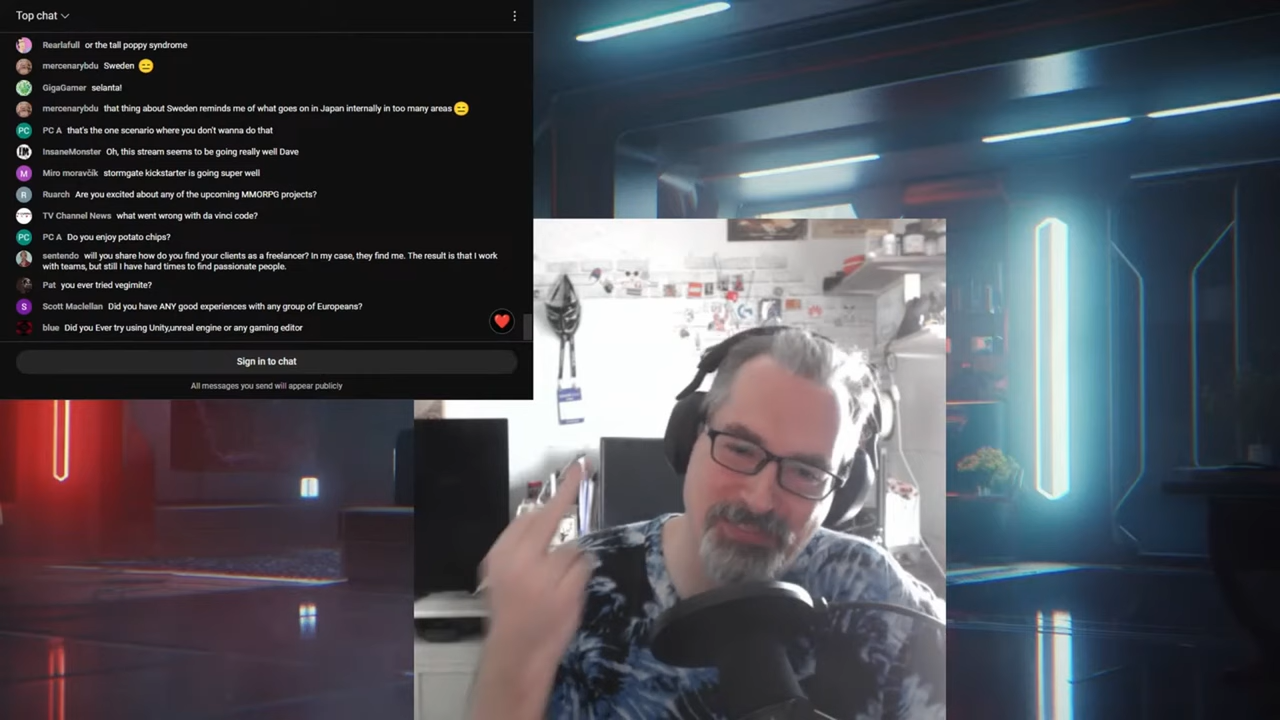 Top chat
Rearlafull or the tall poppy syndrome
mercenarybdu Sweden 😑
GigaGamer selanta!
mercenarybdu that thing about Sweden reminds me of what goes on in Japan internally in too many areas 😑
PC PC A that's the one scenario where you don't wanna do that
InsaneMonster Oh, this stream seems to be going really well Dave
M Miro moravčík stormgate kickstarter is going super well
R Ruarch Are you excited about any of the upcoming MMORPG projects?
TV Channel News what went wrong with da vinci code?
PC PC A Do you enjoy potato chips?
sentendo will you share how do you find your clients as a freelancer? In my case, they find me. The result is that I work
with teams, but still I have hard times to find passionate people.
Pat you ever tried vegimite?
S Scott Maclellan Did you have ANY good experiences with any group of Europeans?
blue Did you Ever try using Unity,unreal engine or any gaming editor
Sign in to chat
All messages you send will appear publicly